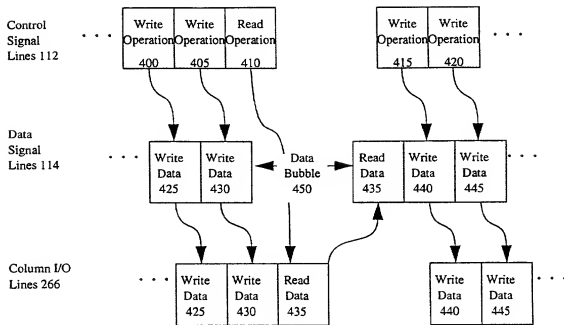 Control
Signal
Lines 112
Write
Operation
400
Write
Operation
405
Read
Operation
410
Write
Operation
415
Write
Operation
420
Data
Signal
Lines 114
Write
Data
425
Write
Data
430
Data
Bubble
450
Read
Data
435
Write
Data
440
Write
Data
445
Column I/O
Lines 266
Write
Data
425
Write
Data
430
Read
Data
435
Write
Data
440
Write
Data
445